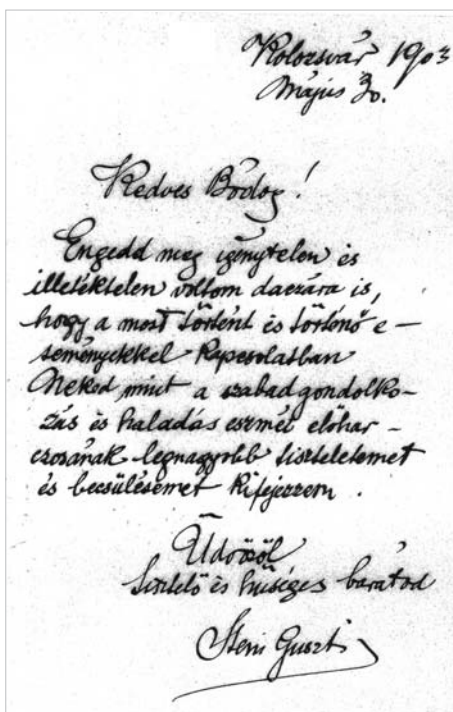 Kolozsvár 1903
Május 30.
Kedves Bódog!
Engedd meg igénytelen és
illetéktelen voltom daczára is,
hogy a most történt és történő e-
seményekkel kapcsolatban
Neked mint a szabadgondolko-
zás és haladás eszméi előhar-
czosának legnagyobb tiszteletemet
és becsülésemet kifejezzem.
Üdvözöl
tisztelő és hűséges barátod
Guszti